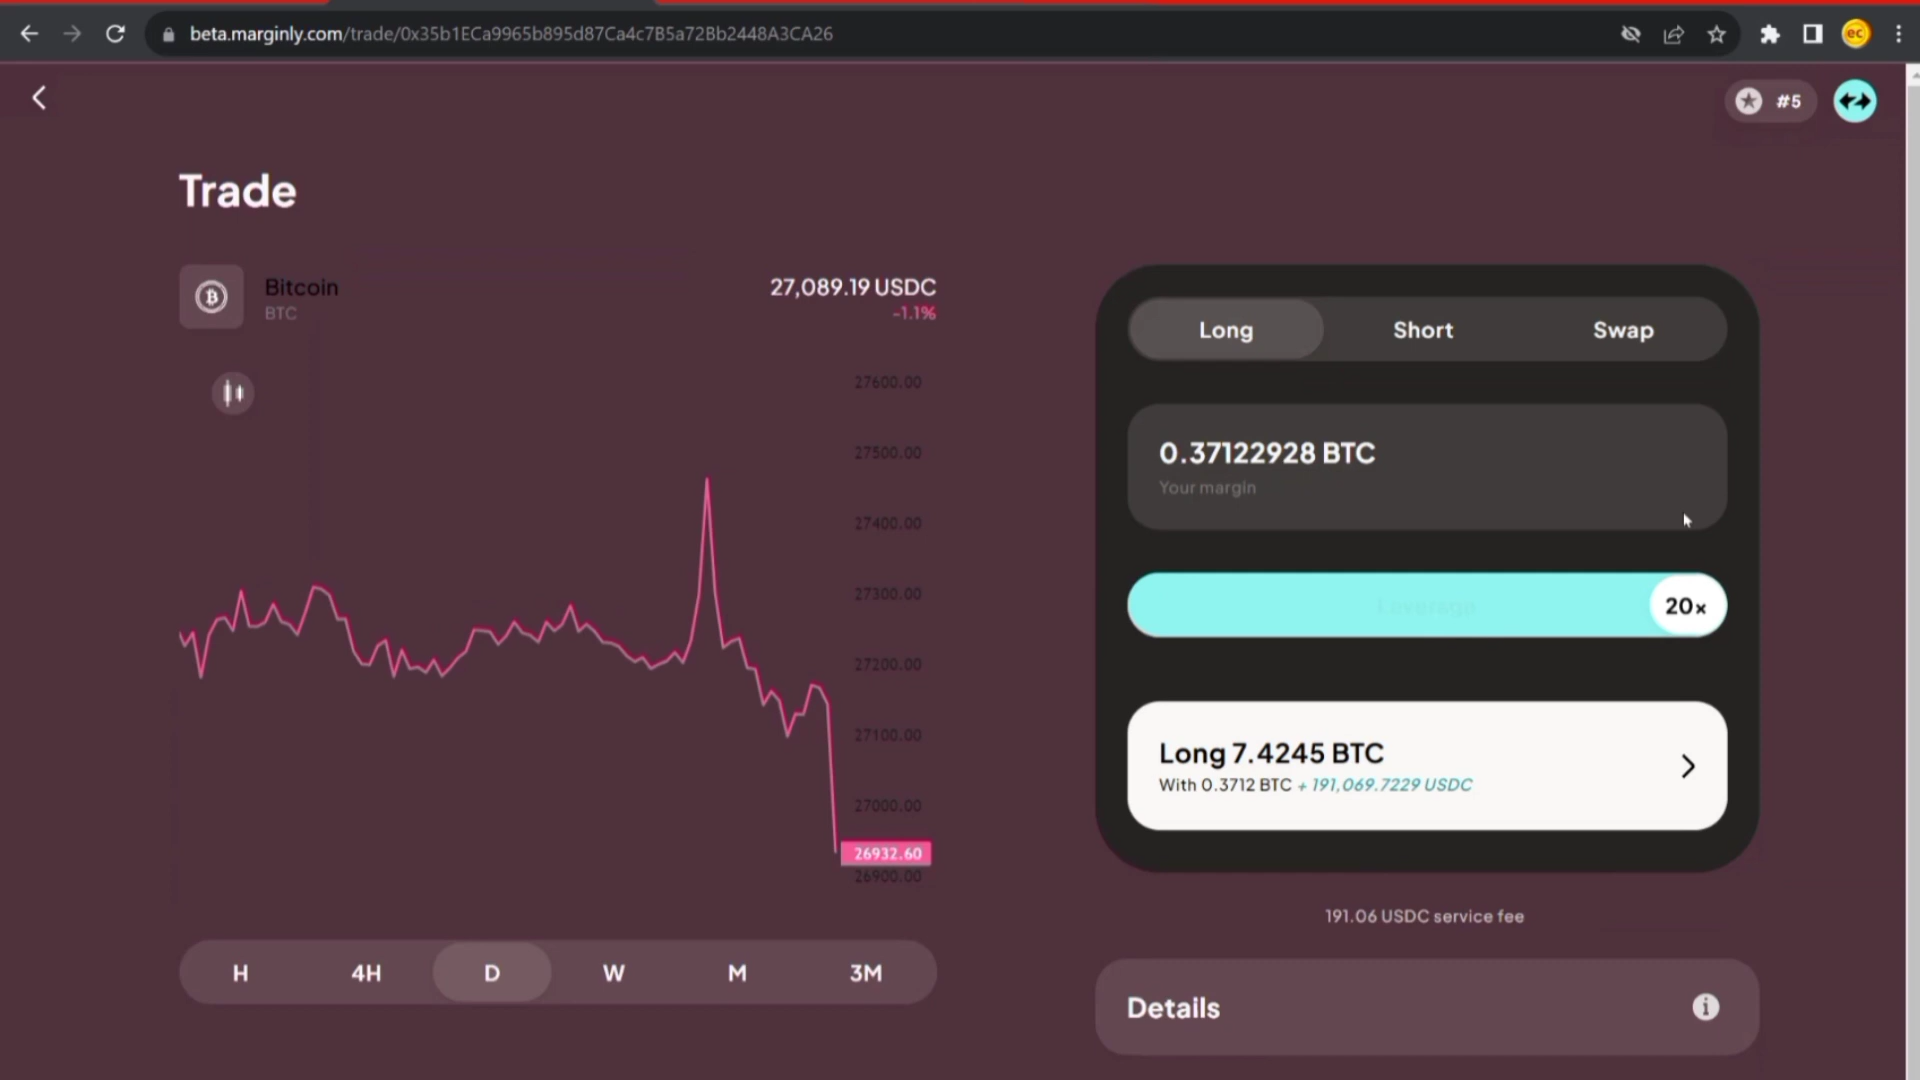 beta.marginly.com/trade/0x35b1ECa9965b895d87Ca4c7B5a72Bb2448A3CA26
ec
#5
Trade
Bitcoin
BTC
27,089.19 USDC
-1.1%
27600.00
27500.00
27400.00
27300.00
27200.00
27100.00
27000.00
26932.60
26900.00
H 4H D W M 3M
Long Short Swap
0.37122928 BTC
Your margin
Leverage
20x
Long 7.4245 BTC
With 0.3712 BTC + 191,069.7229 USDC
191.06 USDC service fee
Details